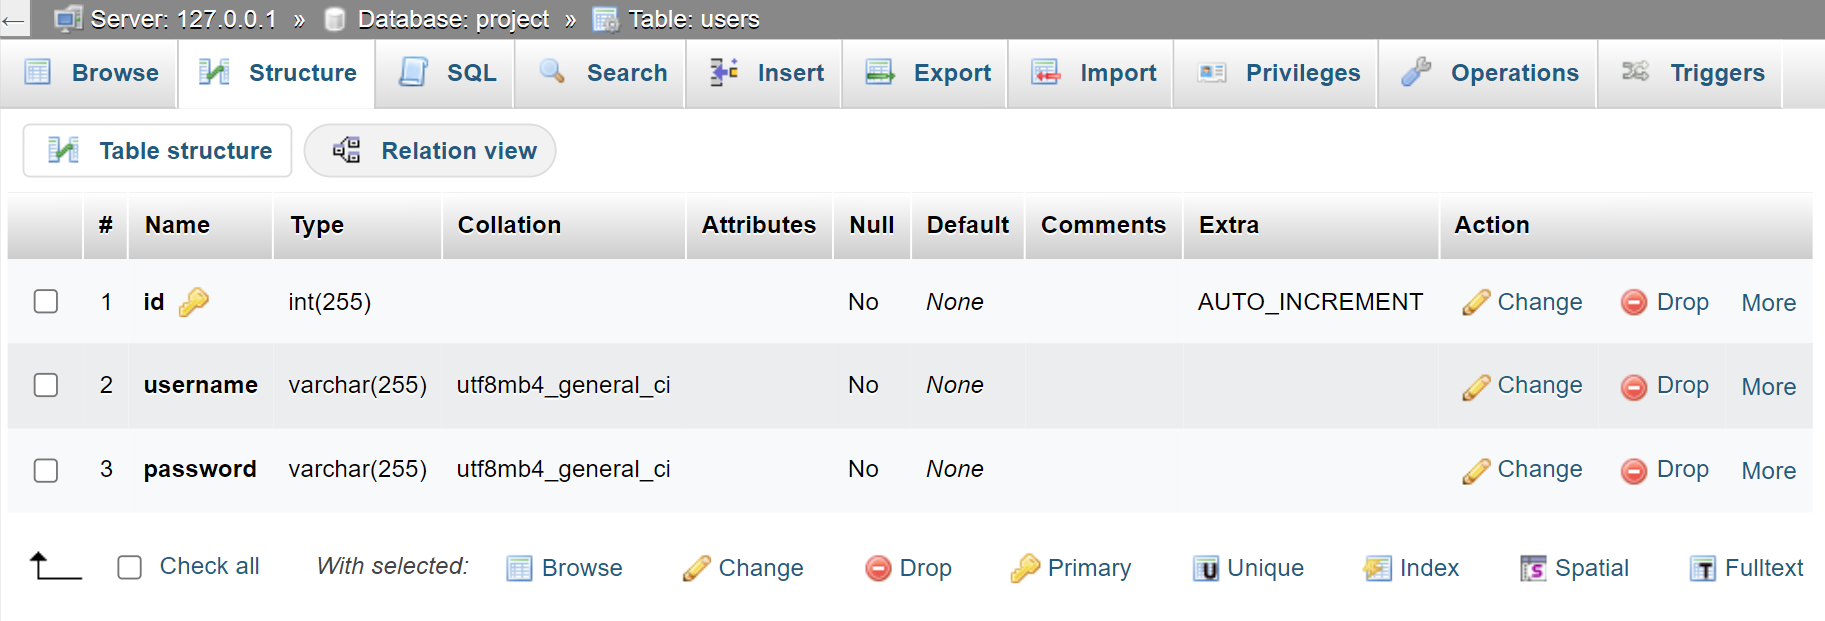 ← Server: 127.0.0.1 » Database: project » Table: users
Browse Structure SQL Search Insert Export Import Privileges Operations Triggers
Table structure Relation view
# Name Type Collation Attributes Null Default Comments Extra Action
1 id int(255) No None AUTO_INCREMENT Change Drop More
2 username varchar(255) utf8mb4_general_ci No None Change Drop More
3 password varchar(255) utf8mb4_general_ci No None Change Drop More
Check all With selected: Browse Change Drop Primary U Unique Index S Spatial T Fulltext